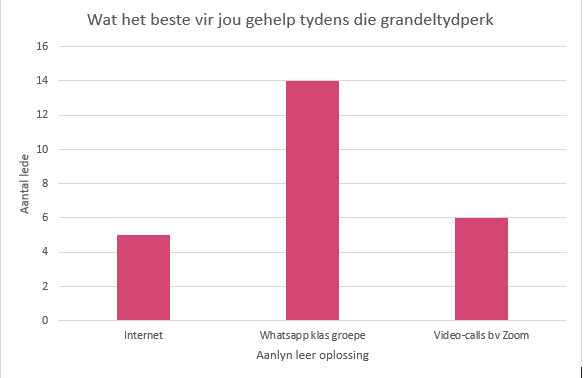 Wat het beste vir jou gehelp tydens die grandeltydperk
16
14
12
10
8
6
4
2
0
Aantal lede
Internet
Whatsapp klas groepe
Video-calls bv Zoom
Aanlyn leer oplossing